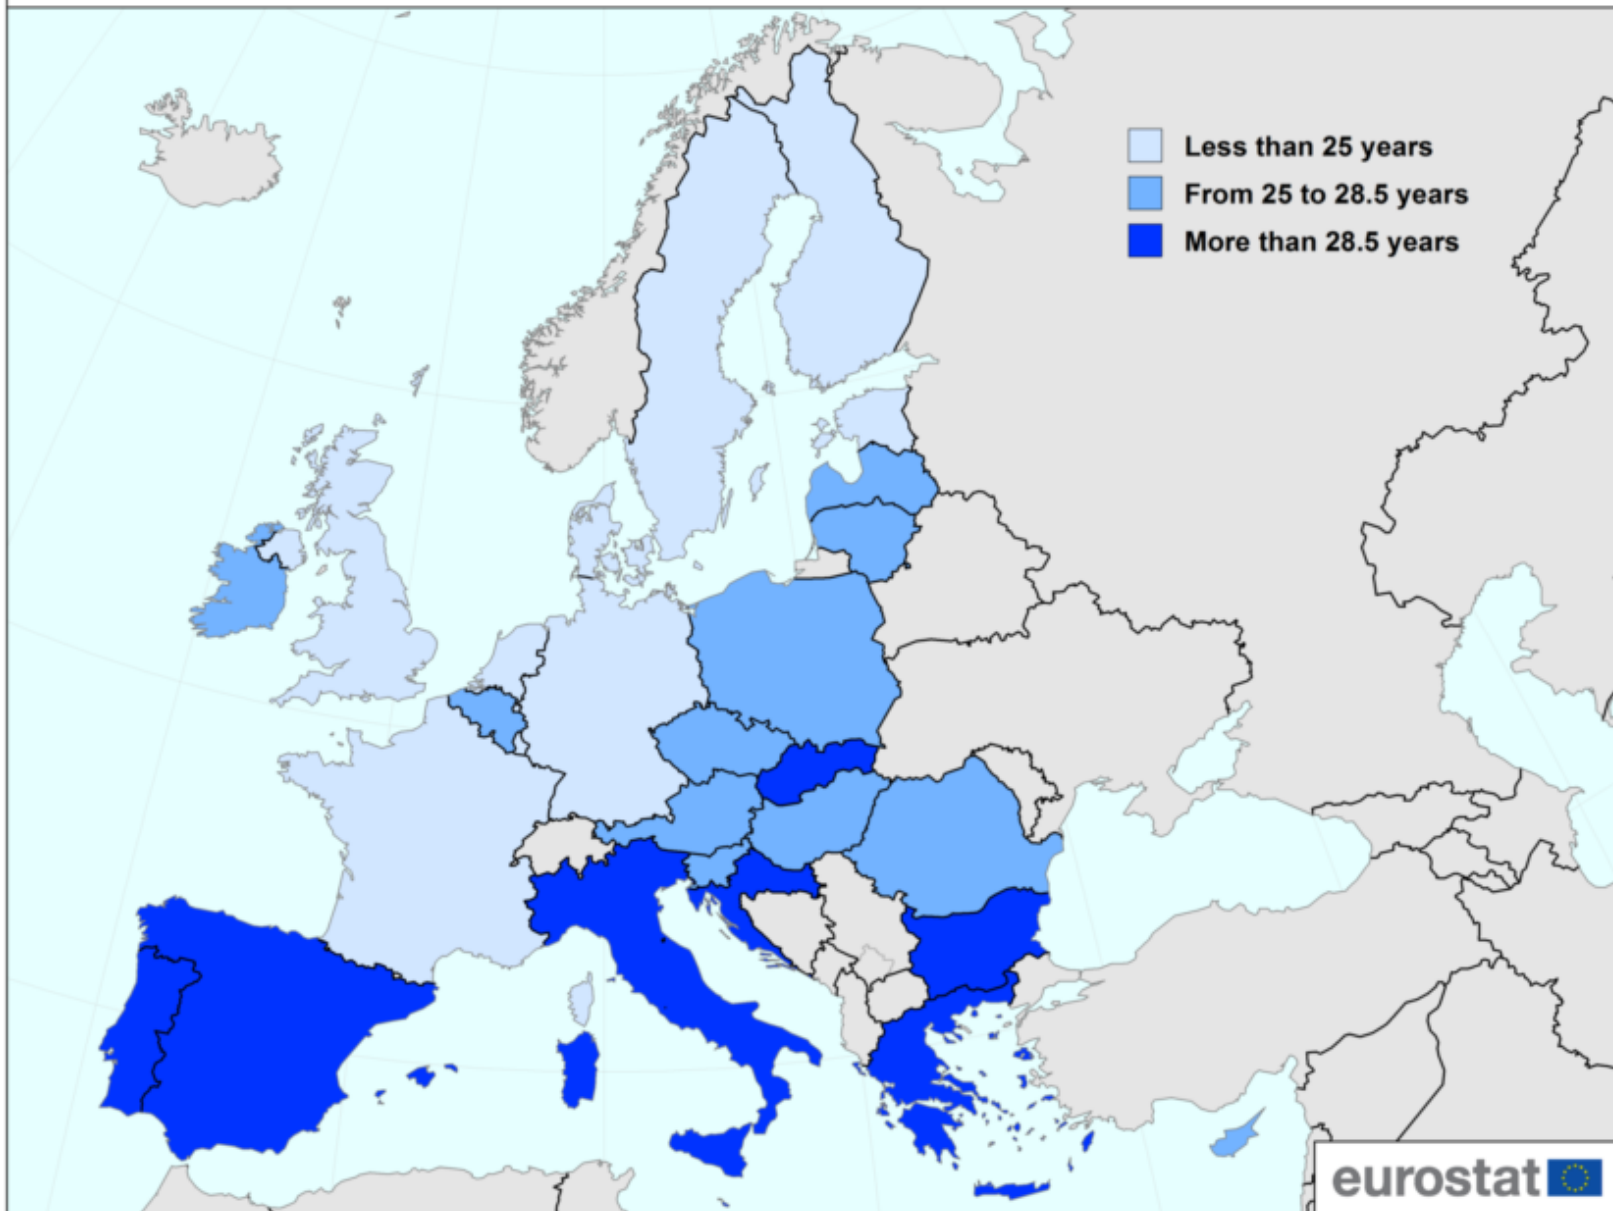 Less than 25 years
From 25 to 28.5 years
More than 28.5 years
eurostat